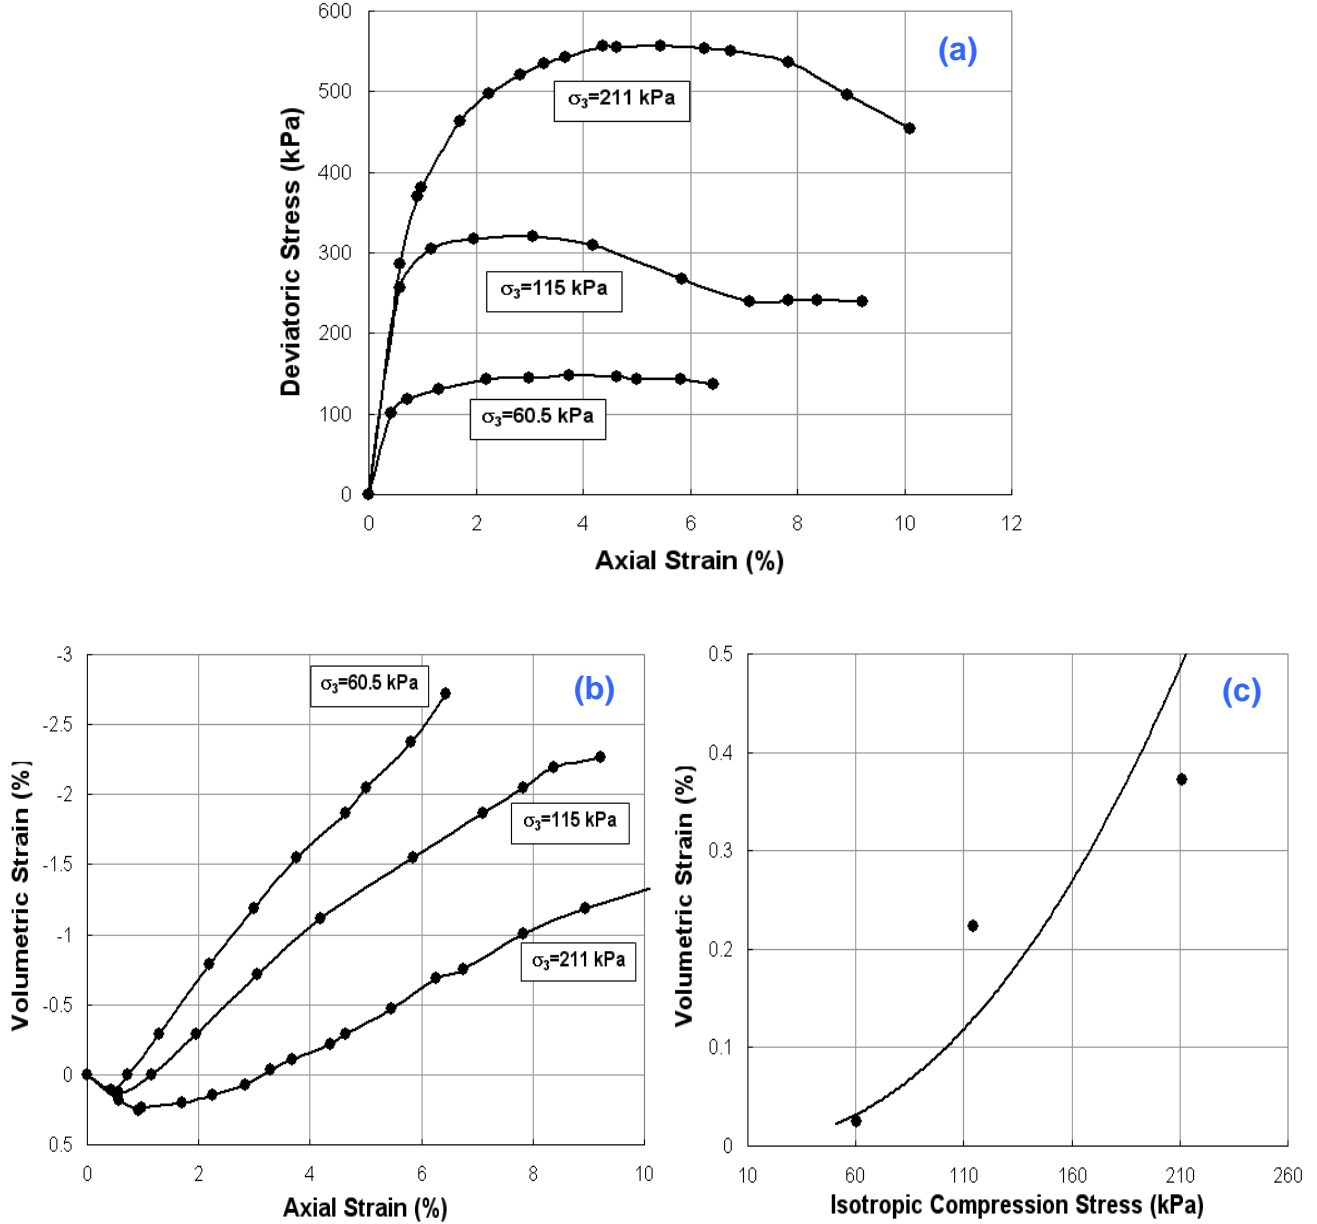 (a)
Deviatoric Stress (kPa)
600
500
400
300
200
100
0
σ3=211 kPa
σ3=115 kPa
σ3=60.5 kPa
0 2 4 6 8 10 12
Axial Strain (%)
(b)
Volumetric Strain (%)
-3
-2.5
-2
-1.5
-1
-0.5
0
0.5
σ3=60.5 kPa
σ3=115 kPa
σ3=211 kPa
0 2 4 6 8 10
Axial Strain (%)
(c)
Volumetric Strain (%)
0.5
0.4
0.3
0.2
0.1
0
10 60 110 160 210 260
Isotropic Compression Stress (kPa)